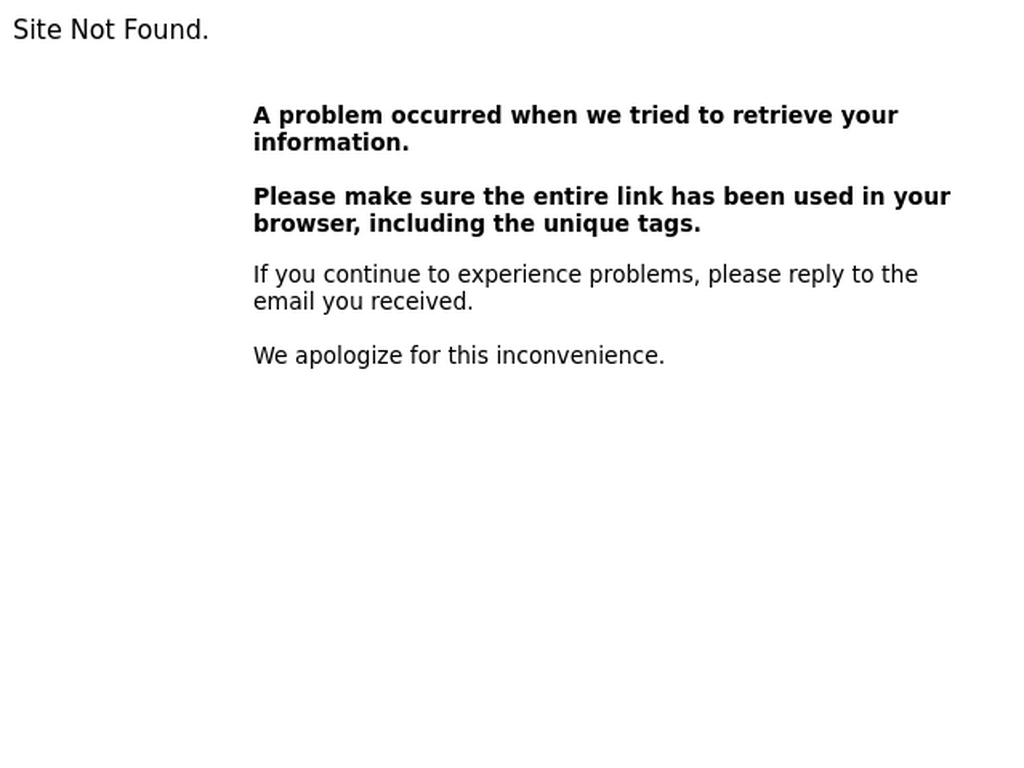 Site Not Found.
A problem occurred when we tried to retrieve your
information.
Please make sure the entire link has been used in your
browser, including the unique tags.
If you continue to experience problems, please reply to the
email you received.
We apologize for this inconvenience.